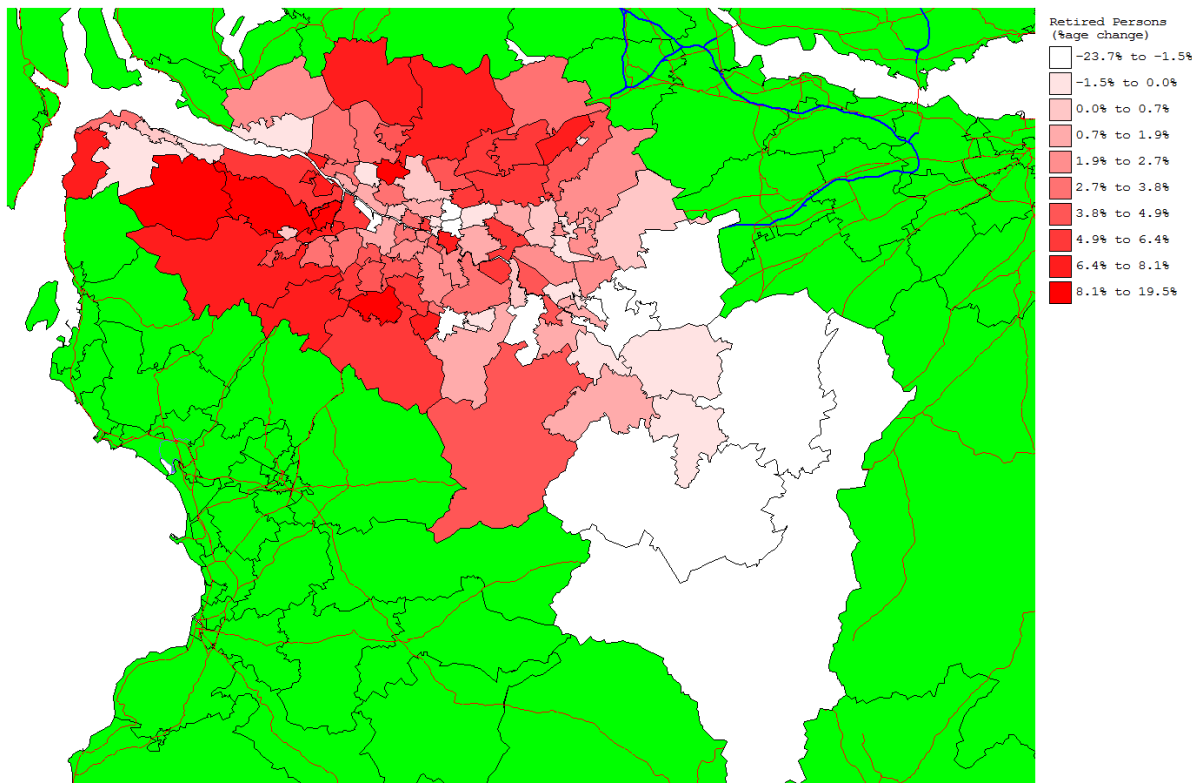 Retired Persons
(%age change)
-23.7% to -1.5%
-1.5% to 0.0%
0.0% to 0.7%
0.7% to 1.9%
1.9% to 2.7%
2.7% to 3.8%
3.8% to 4.9%
4.9% to 6.4%
6.4% to 8.1%
8.1% to 19.5%